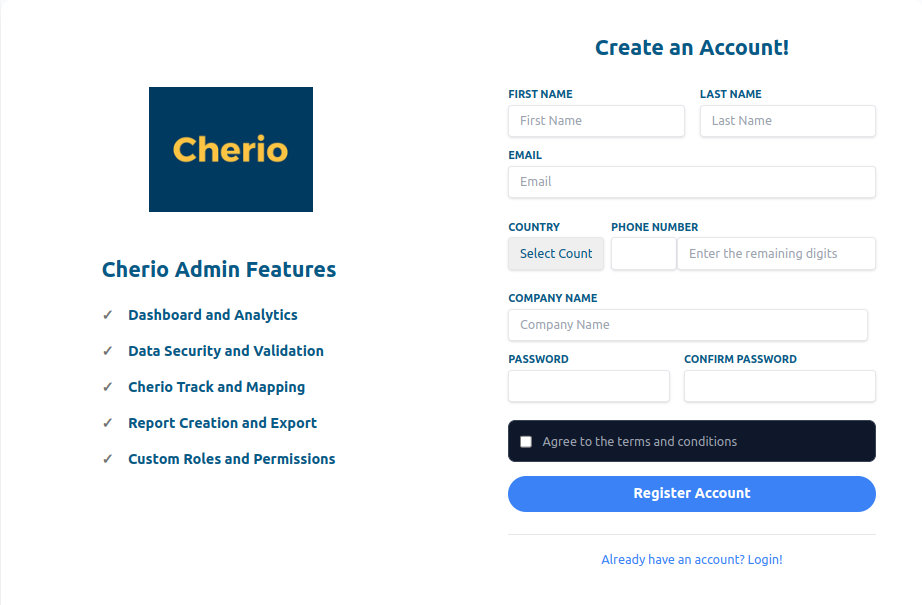 Cherio
Cherio Admin Features
✓ Dashboard and Analytics
✓ Data Security and Validation
✓ Cherio Track and Mapping
✓ Report Creation and Export
✓ Custom Roles and Permissions
Create an Account!
FIRST NAME LAST NAME
First Name Last Name
EMAIL
Email
COUNTRY PHONE NUMBER
Select Count Enter the remaining digits
COMPANY NAME
Company Name
PASSWORD CONFIRM PASSWORD
Agree to the terms and conditions
Register Account
Already have an account? Login!